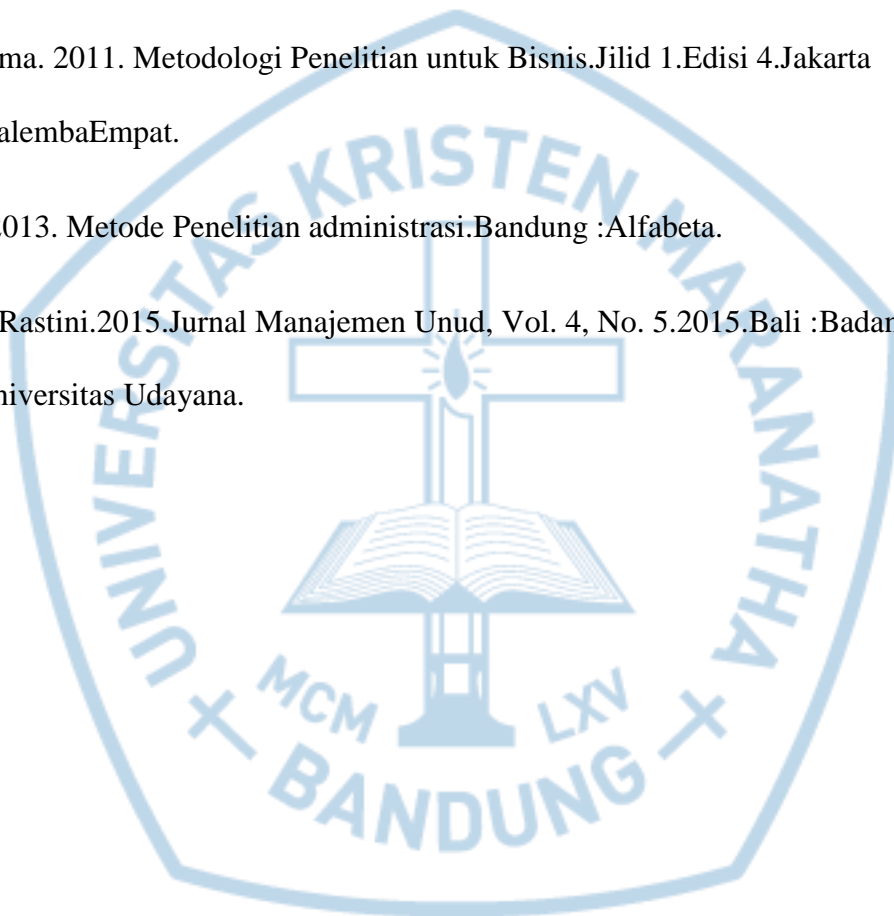 ma. 2011. Metodologi Penelitian untuk Bisnis.Jilid 1.Edisi 4.Jakarta
alembaEmpat.
2013. Metode Penelitian administrasi.Bandung :Alfabeta.
Rastini.2015.Jurnal Manajemen Unud, Vol. 4, No. 5.2015.Bali :Badan
niversitas Udayana.
UNIVERSITAS KRISTEN MARANATHA
MCM LXV
BANDUNG